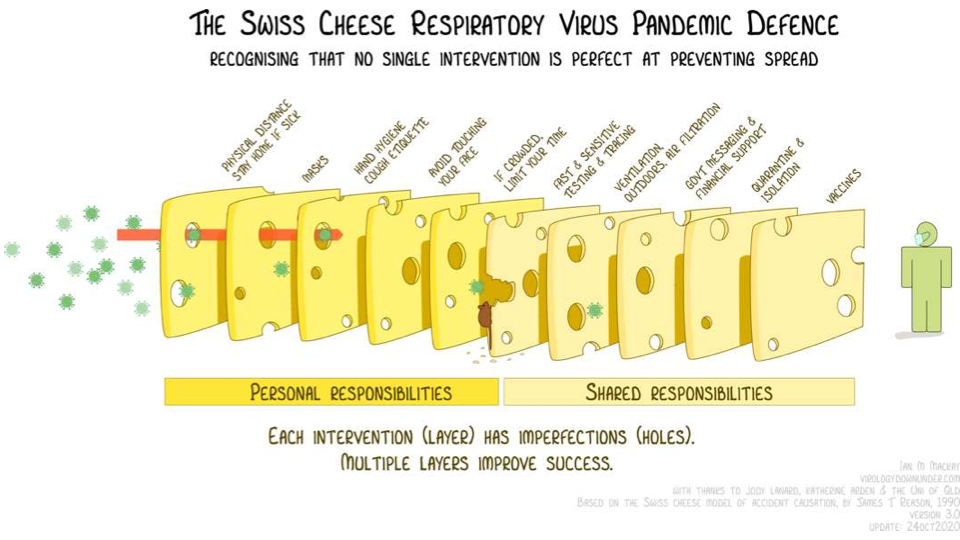 THE SWISS CHEESE RESPIRATORY VIRUS PANDEMIC DEFENCE
RECOGNISING THAT NO SINGLE INTERVENTION IS PERFECT AT PREVENTING SPREAD
PHYSICAL DISTANCE
STAY HOME IF SICK
MASKS
HAND HYGIENE
COUGH ETIQUETTE
AVOID TOUCHING
YOUR FACE
IF CROWDED,
LIMIT YOUR TIME
FAST & SENSITIVE
TESTING & TRACING
VENTILATION,
OUTDOORS, AIR FILTRATION
GOVT MESSAGING &
FINANCIAL SUPPORT
QUARANTINE &
ISOLATION
VACCINES
PERSONAL RESPONSIBILITIES
SHARED RESPONSIBILITIES
EACH INTERVENTION (LAYER) HAS IMPERFECTIONS (HOLES).
MULTIPLE LAYERS IMPROVE SUCCESS.
IAN M MACKAY
VIROLOGYDOWNUNDER.COM
WITH THANKS TO JODY LANARD, KATHERINE ARDEN & THE UNI OF QLD
BASED ON THE SWISS CHEESE MODEL OF ACCIDENT CAUSATION, BY JAMES T REASON, 1990
VERSION 3.0
UPDATE: 24OCT2020